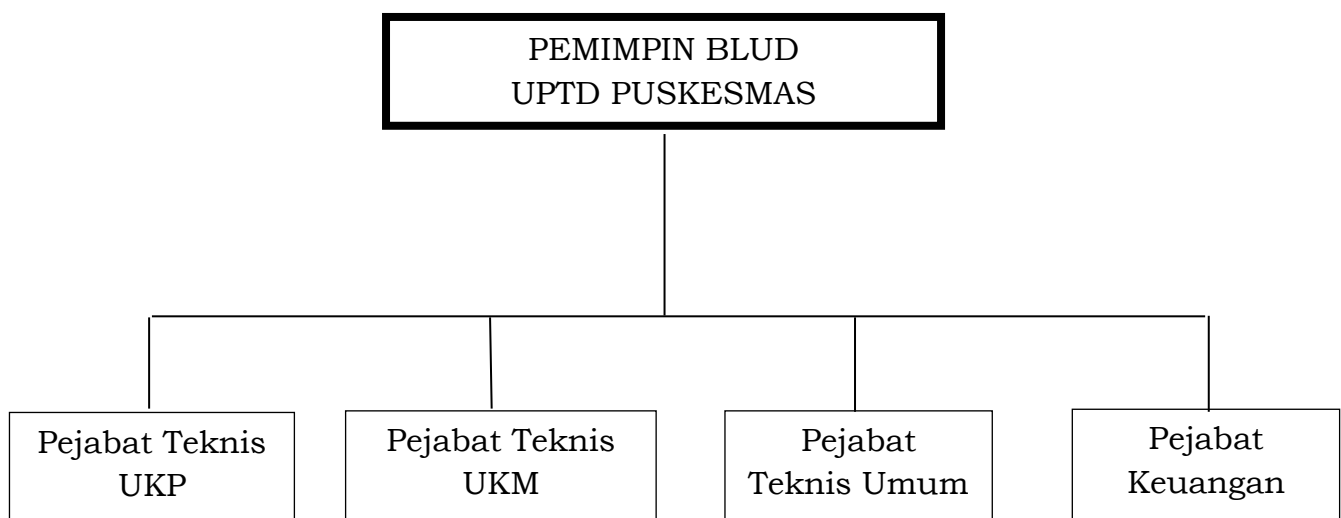 PEMIMPIN BLUD
UPTD PUSKESMAS
Pejabat Teknis
UKP
Pejabat Teknis
UKM
Pejabat
Teknis Umum
Pejabat
Keuangan